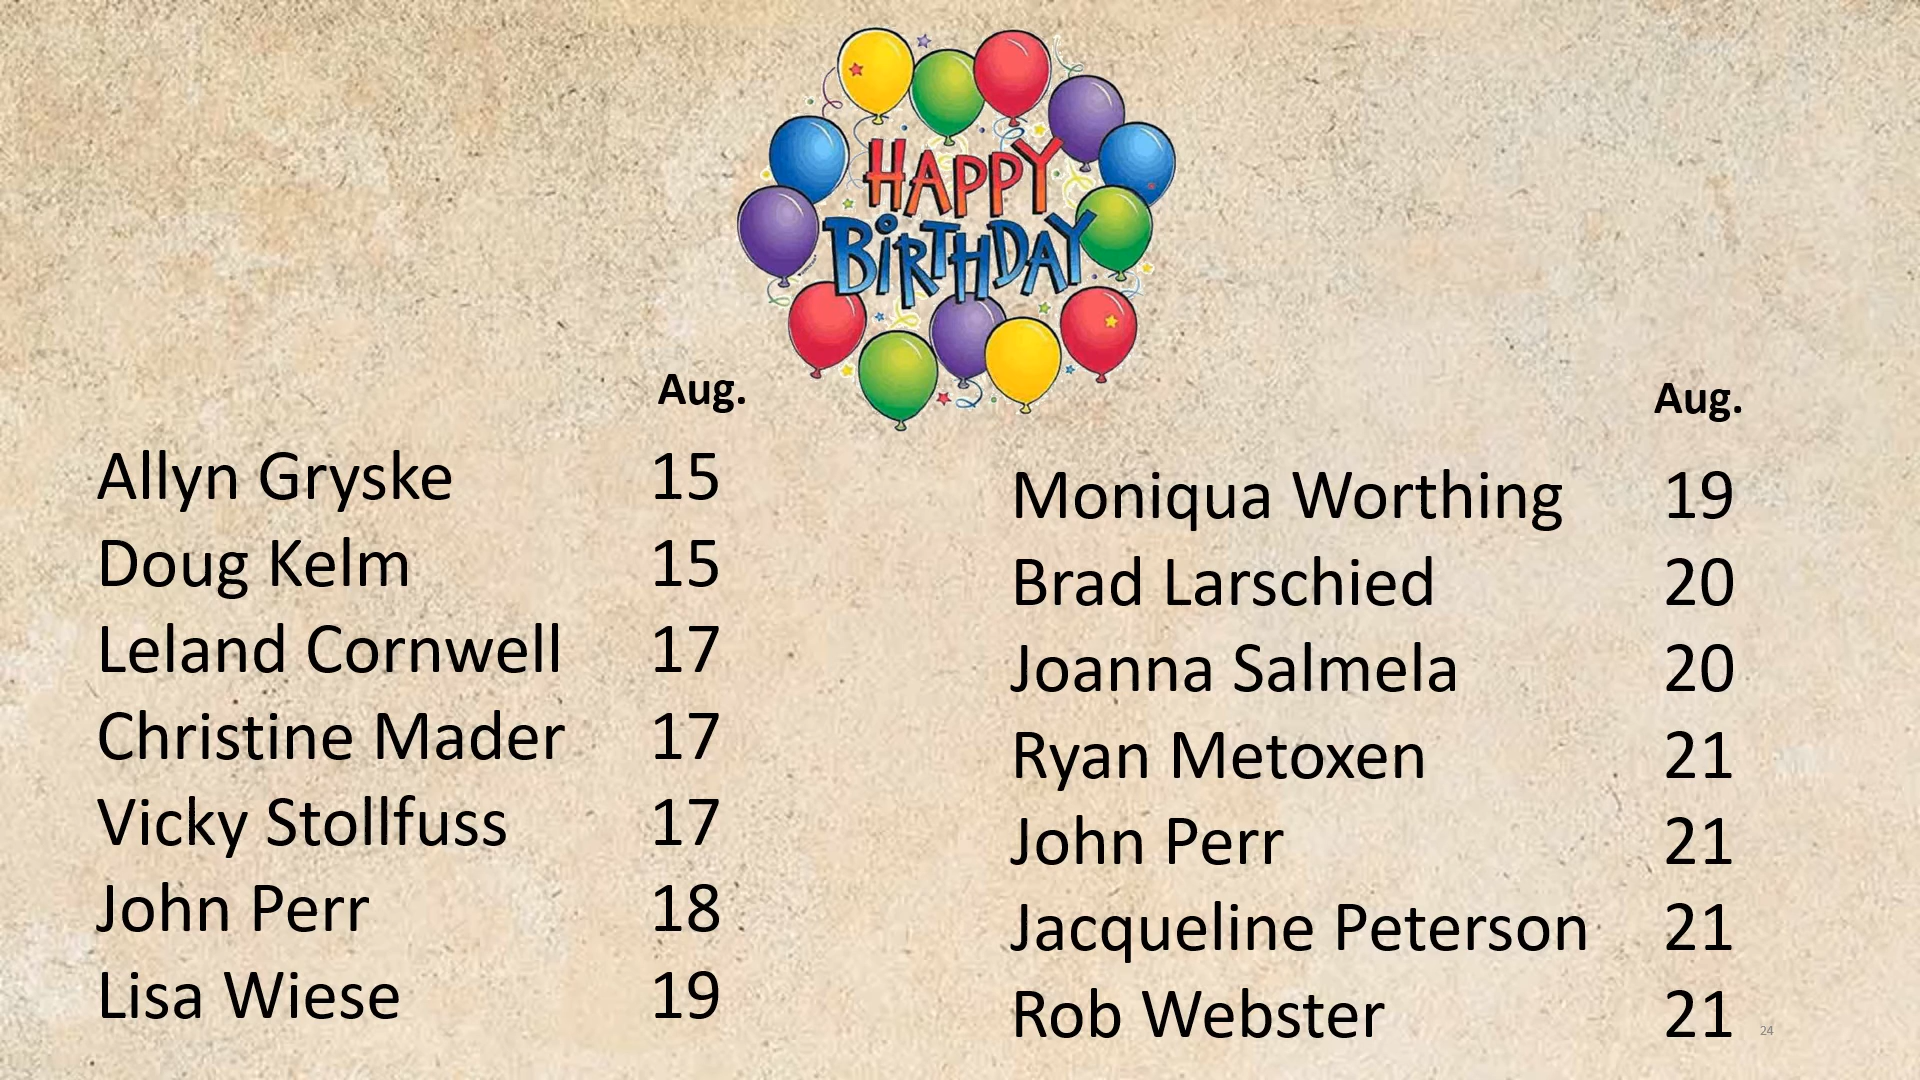 HAPPY
BIRTHDAY
Aug.
Allyn Gryske 15
Doug Kelm 15
Leland Cornwell 17
Christine Mader 17
Vicky Stollfuss 17
John Perr 18
Lisa Wiese 19
Aug.
Moniqua Worthing 19
Brad Larschied 20
Joanna Salmela 20
Ryan Metoxen 21
John Perr 21
Jacqueline Peterson 21
Rob Webster 21
24